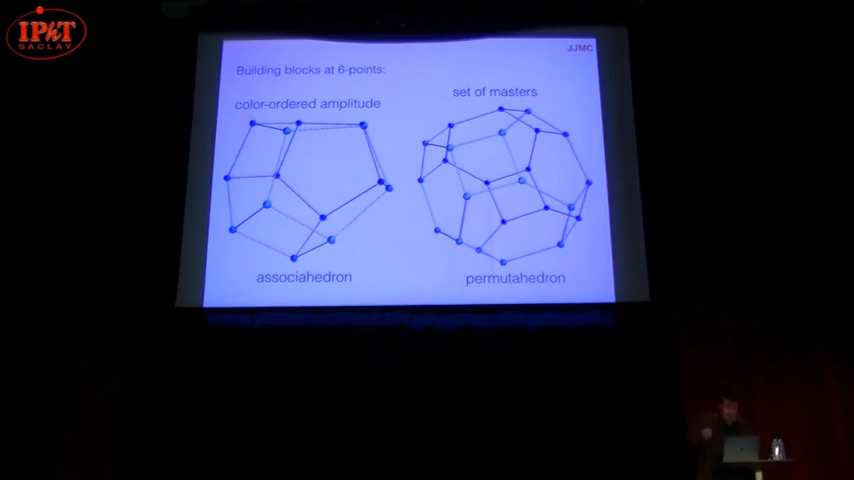 IPhT
SACLAY
JJMC
Building blocks at 6-points:
set of masters
color-ordered amplitude
associahedron
permutahedron